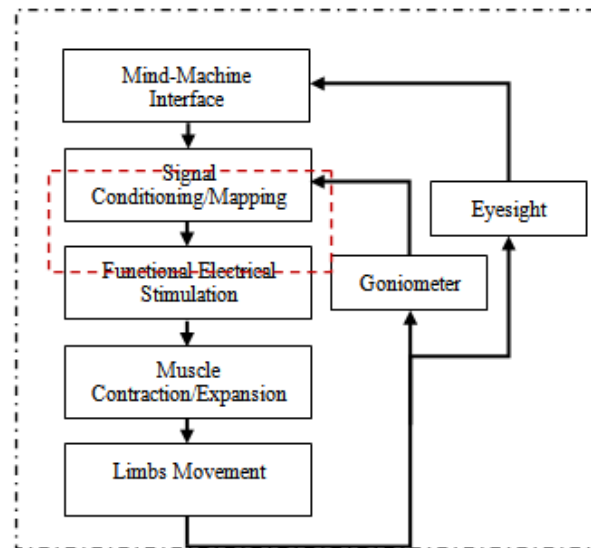 Mind-Machine
Interface
Signal
Conditioning/Mapping
Eyesight
Functional Electrical
Stimulation
Goniometer
Muscle
Contraction/Expansion
Limbs Movement